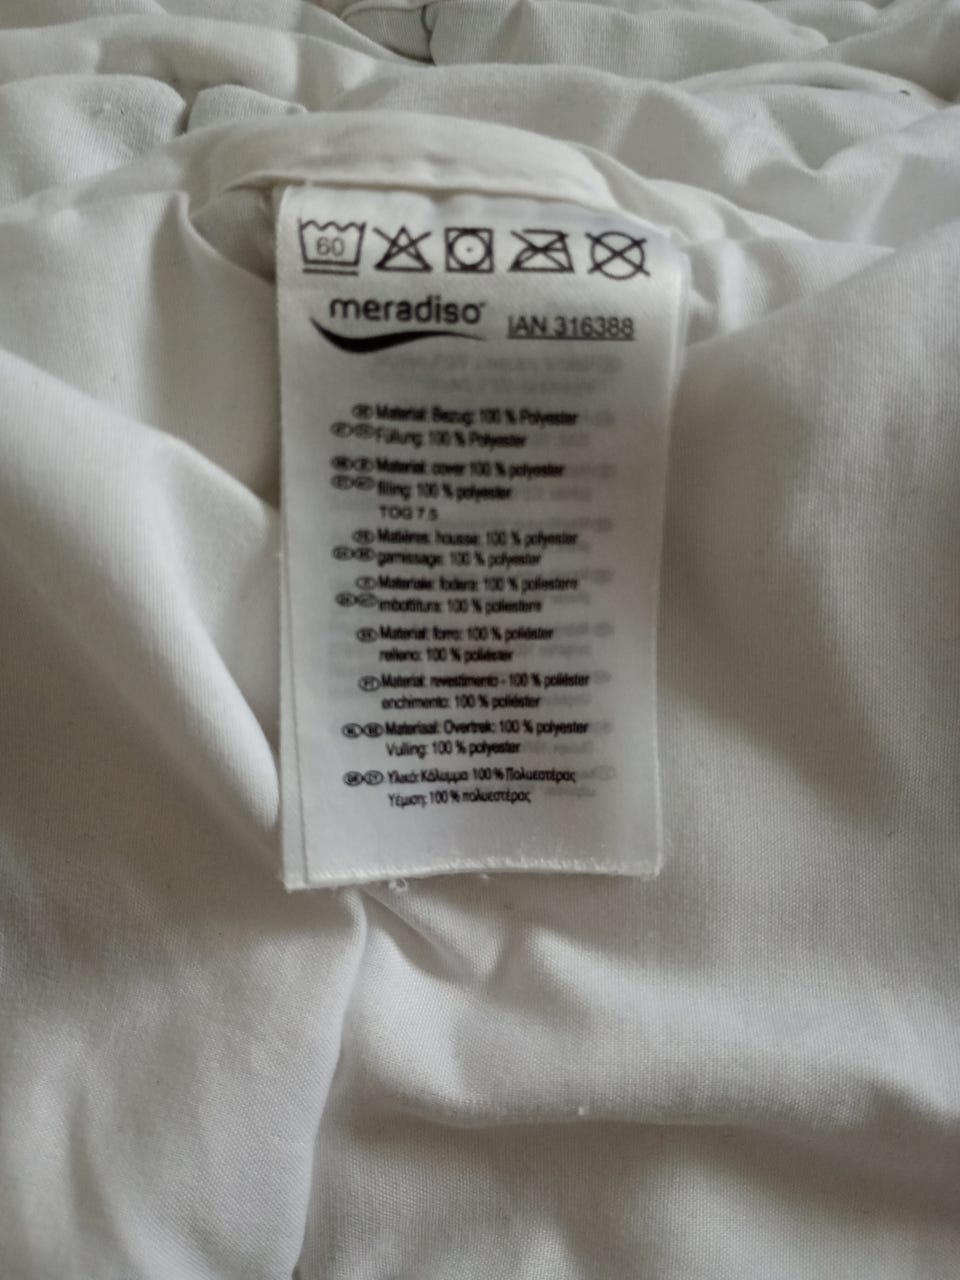 60
meradiso
IAN 316388
Material: Bezug: 100 % Polyester
Füllung: 100 % Polyester
Material: cover 100 % polyester
filling: 100 % polyester
TOG 7.5
Matières: housse: 100 % polyester
garnissage: 100 % polyester
Materiale: fodera: 100 % poliestere
imbottitura: 100 % poliestere
Material: forro: 100 % poliéster
relleno: 100 % poliéster
Material: revestimento - 100 % poliéster
enchimento: 100 % poliéster
Materiaal: Overtrek: 100 % polyester
Vulling: 100 % polyester
Υλικό: Κάλυμμα 100 % Πολυεστέρας
Υέμιση: 100 % πολυεστέρας